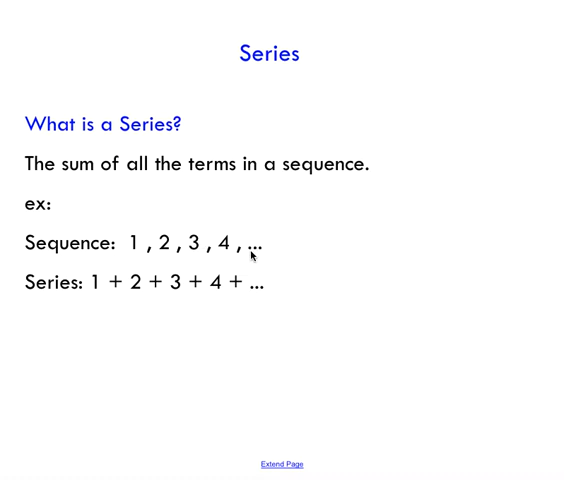 Series
What is a Series?
The sum of all the terms in a sequence.
ex:
Sequence: 1 , 2 , 3 , 4 , ...
Series: 1 + 2 + 3 + 4 + ...
Extend Page